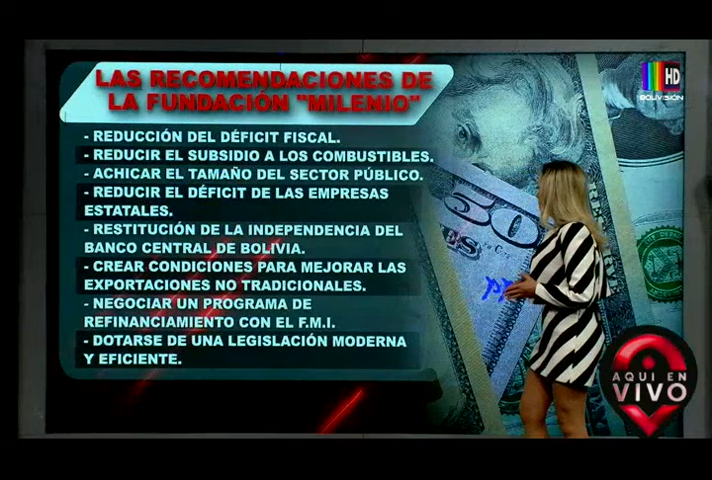 LAS RECOMENDACIONES DE
LA FUNDACIÓN "MILENIO"
- REDUCCIÓN DEL DÉFICIT FISCAL.
- REDUCIR EL SUBSIDIO A LOS COMBUSTIBLES.
- ACHICAR EL TAMAÑO DEL SECTOR PÚBLICO.
- REDUCIR EL DÉFICIT DE LAS EMPRESAS
ESTATALES.
- RESTITUCIÓN DE LA INDEPENDENCIA DEL
BANCO CENTRAL DE BOLIVIA.
- CREAR CONDICIONES PARA MEJORAR LAS
EXPORTACIONES NO TRADICIONALES.
- NEGOCIAR UN PROGRAMA DE
REFINANCIAMIENTO CON EL F.M.I.
- DOTARSE DE UNA LEGISLACIÓN MODERNA
Y EFICIENTE.
HD
BOLIVISIÓN
AQUI EN
VIVO